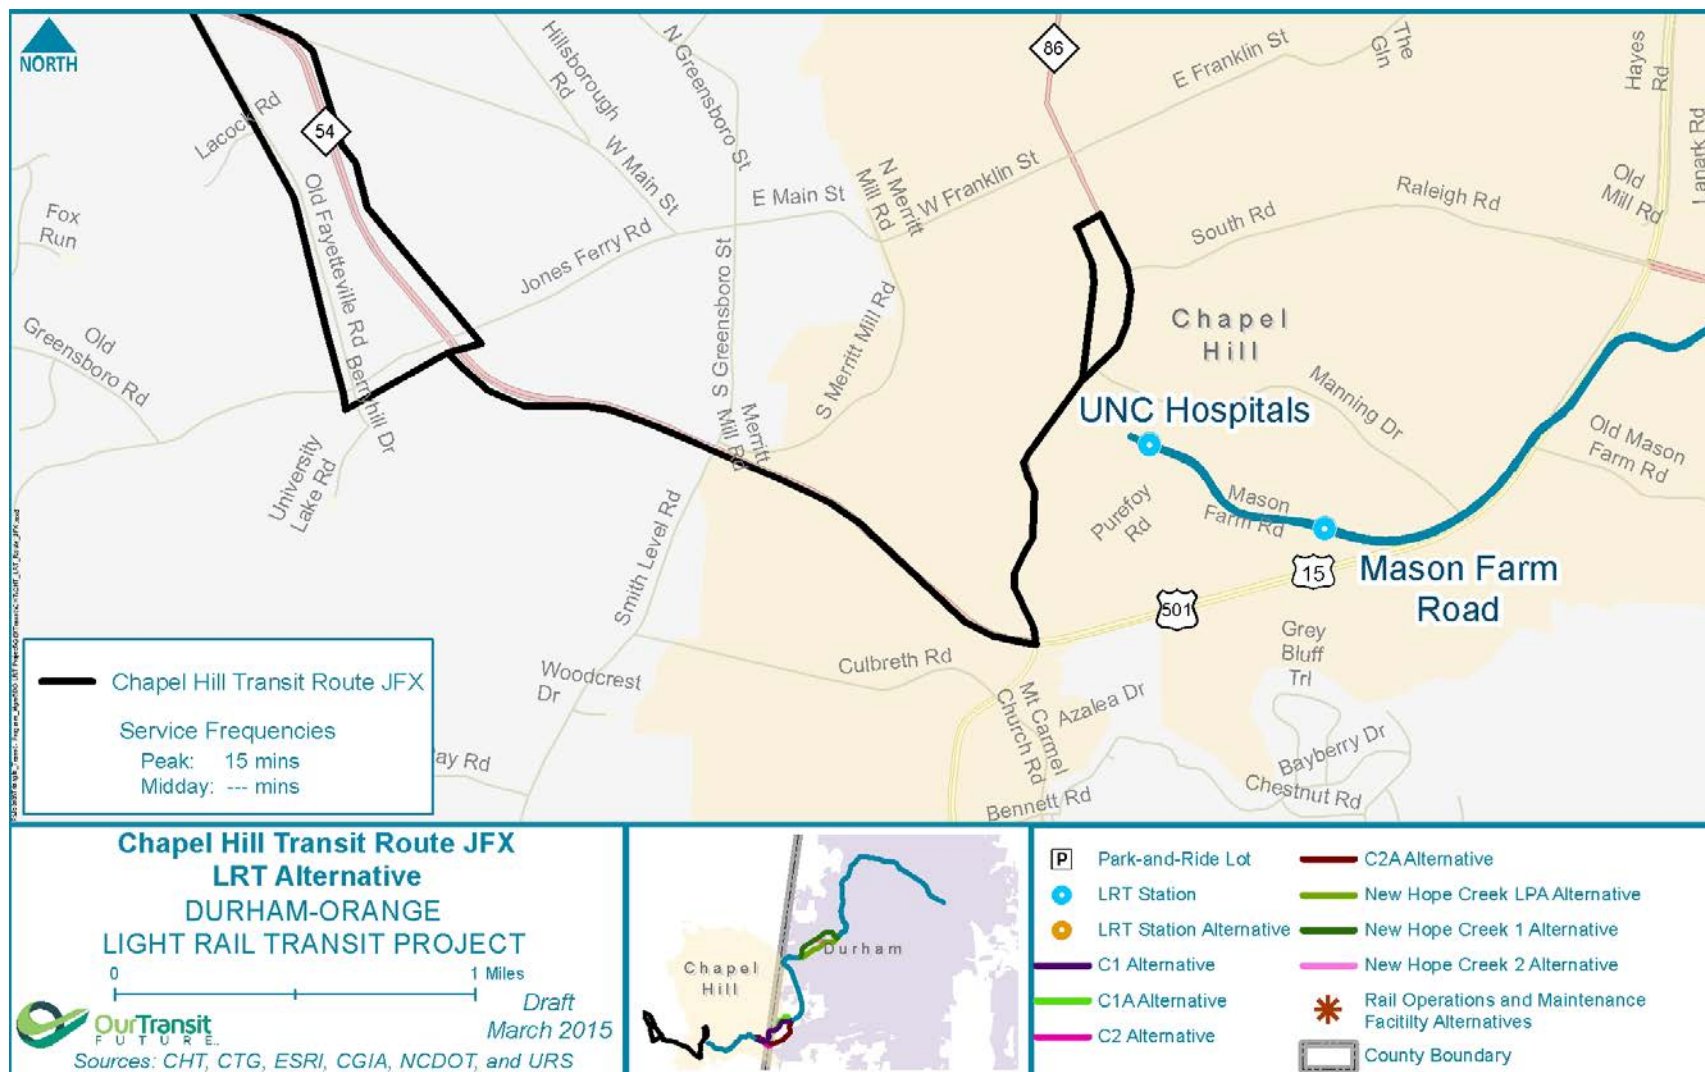 NORTH
54
86
Lacock Rd
Hillsborough
Rd
N Greensboro St
W Main St
E Franklin St
The
Gln
Hayes
Rd
Lanark Rd
Fox
Run
Old Fayetteville Rd
Jones Ferry Rd
E Main St
N Merritt
Mill Rd
W Franklin St
South Rd
Raleigh Rd
Old
Mill Rd
Old
Greensboro Rd
Berryhill Dr
S Greensboro St
S Merritt Mill Rd
Chapel
Hill
Manning Dr
UNC Hospitals
Old Mason
Farm Rd
University
Lake Rd
Merritt
Mill Rd
Smith Level Rd
Purefoy
Rd
Mason
Farm Rd
15
501
Mason Farm
Road
Culbreth Rd
Woodcrest
Dr
Mt Carmel
Church Rd
Azalea Dr
Grey
Bluff
Trl
Bayberry Dr
Chestnut Rd
Bennett Rd
ay Rd
Chapel Hill Transit Route JFX
Service Frequencies
Peak: 15 mins
Midday: --- mins
Chapel Hill Transit Route JFX
LRT Alternative
DURHAM-ORANGE
LIGHT RAIL TRANSIT PROJECT
0 1 Miles
Draft
March 2015
OurTransit
FUTURE
Sources: CHT, CTG, ESRI, CGIA, NCDOT, and URS
Durham
Chapel
Hill
P Park-and-Ride Lot
LRT Station
LRT Station Alternative
C1 Alternative
C1A Alternative
C2 Alternative
C2A Alternative
New Hope Creek LPA Alternative
New Hope Creek 1 Alternative
New Hope Creek 2 Alternative
Rail Operations and Maintenance
Facilty Alternatives
County Boundary